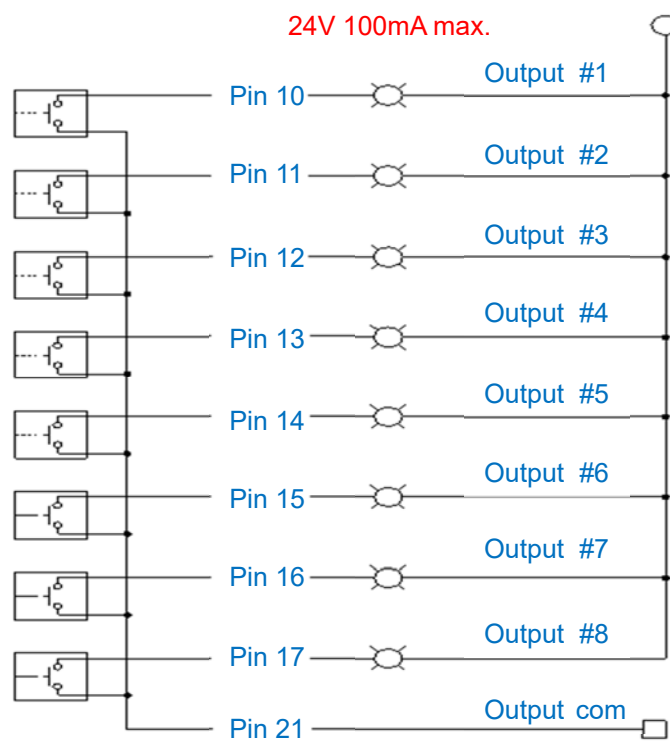 24V 100mA max.
Pin 10 Output #1
Pin 11 Output #2
Pin 12 Output #3
Pin 13 Output #4
Pin 14 Output #5
Pin 15 Output #6
Pin 16 Output #7
Pin 17 Output #8
Pin 21 Output com